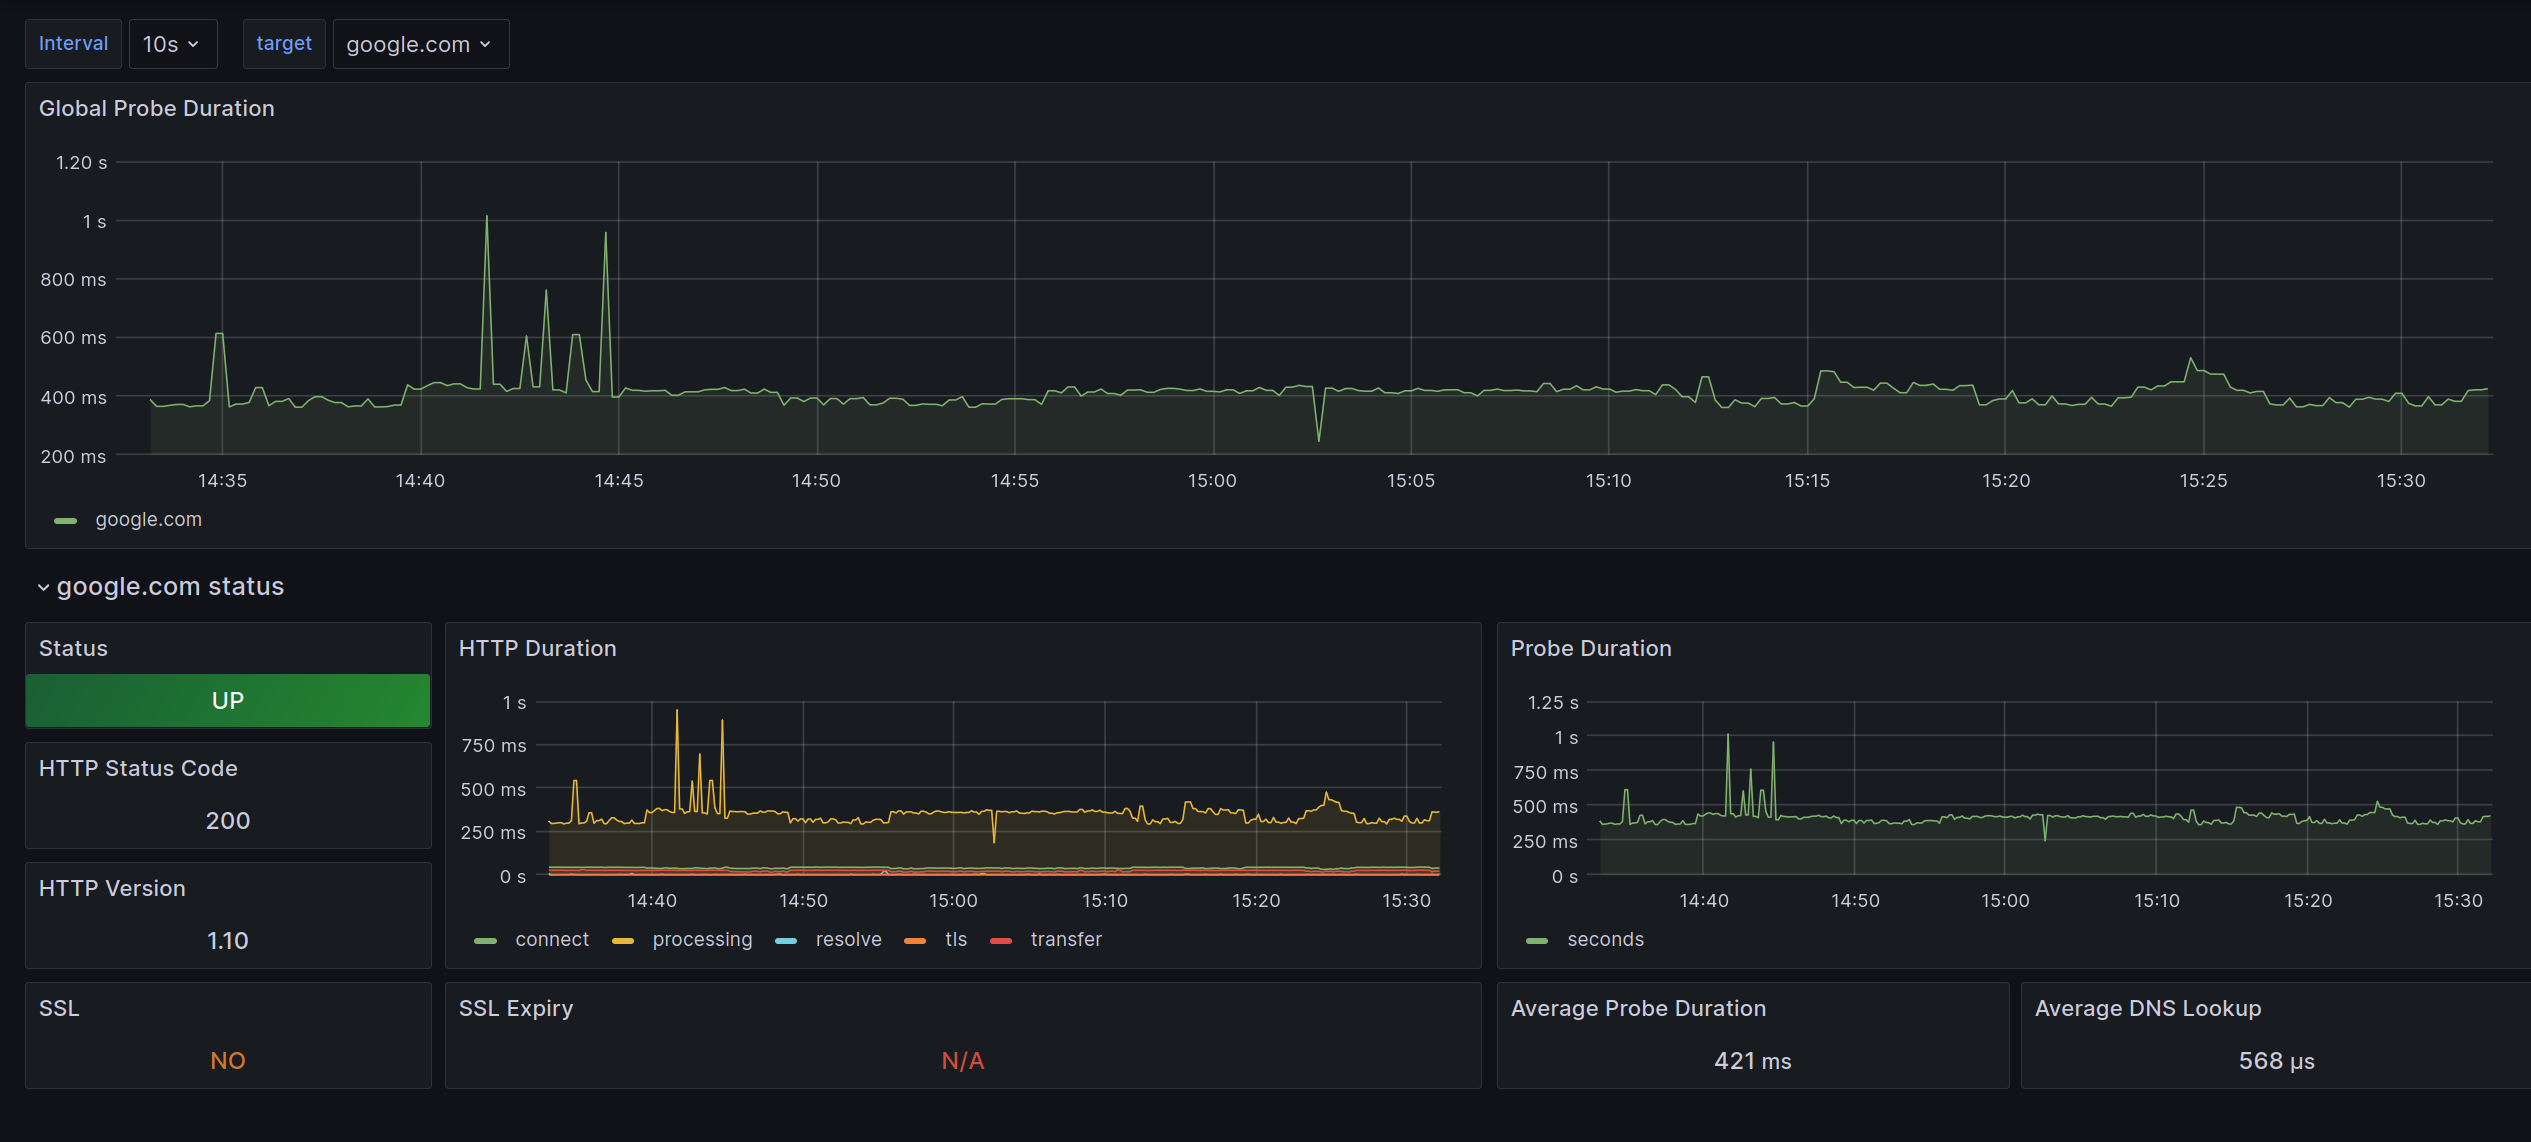 Interval 10s target google.com
Global Probe Duration
1.20 s
1 s
800 ms
600 ms
400 ms
200 ms
14:35 14:40 14:45 14:50 14:55 15:00 15:05 15:10 15:15 15:20 15:25 15:30
google.com
google.com status
Status
UP
HTTP Status Code
200
HTTP Version
1.10
SSL
NO
HTTP Duration
1 s
750 ms
500 ms
250 ms
0 s
14:40 14:50 15:00 15:10 15:20 15:30
connect processing resolve tls transfer
SSL Expiry
N/A
Probe Duration
1.25 s
1 s
750 ms
500 ms
250 ms
0 s
14:40 14:50 15:00 15:10 15:20 15:30
seconds
Average Probe Duration
421 ms
Average DNS Lookup
568 µs